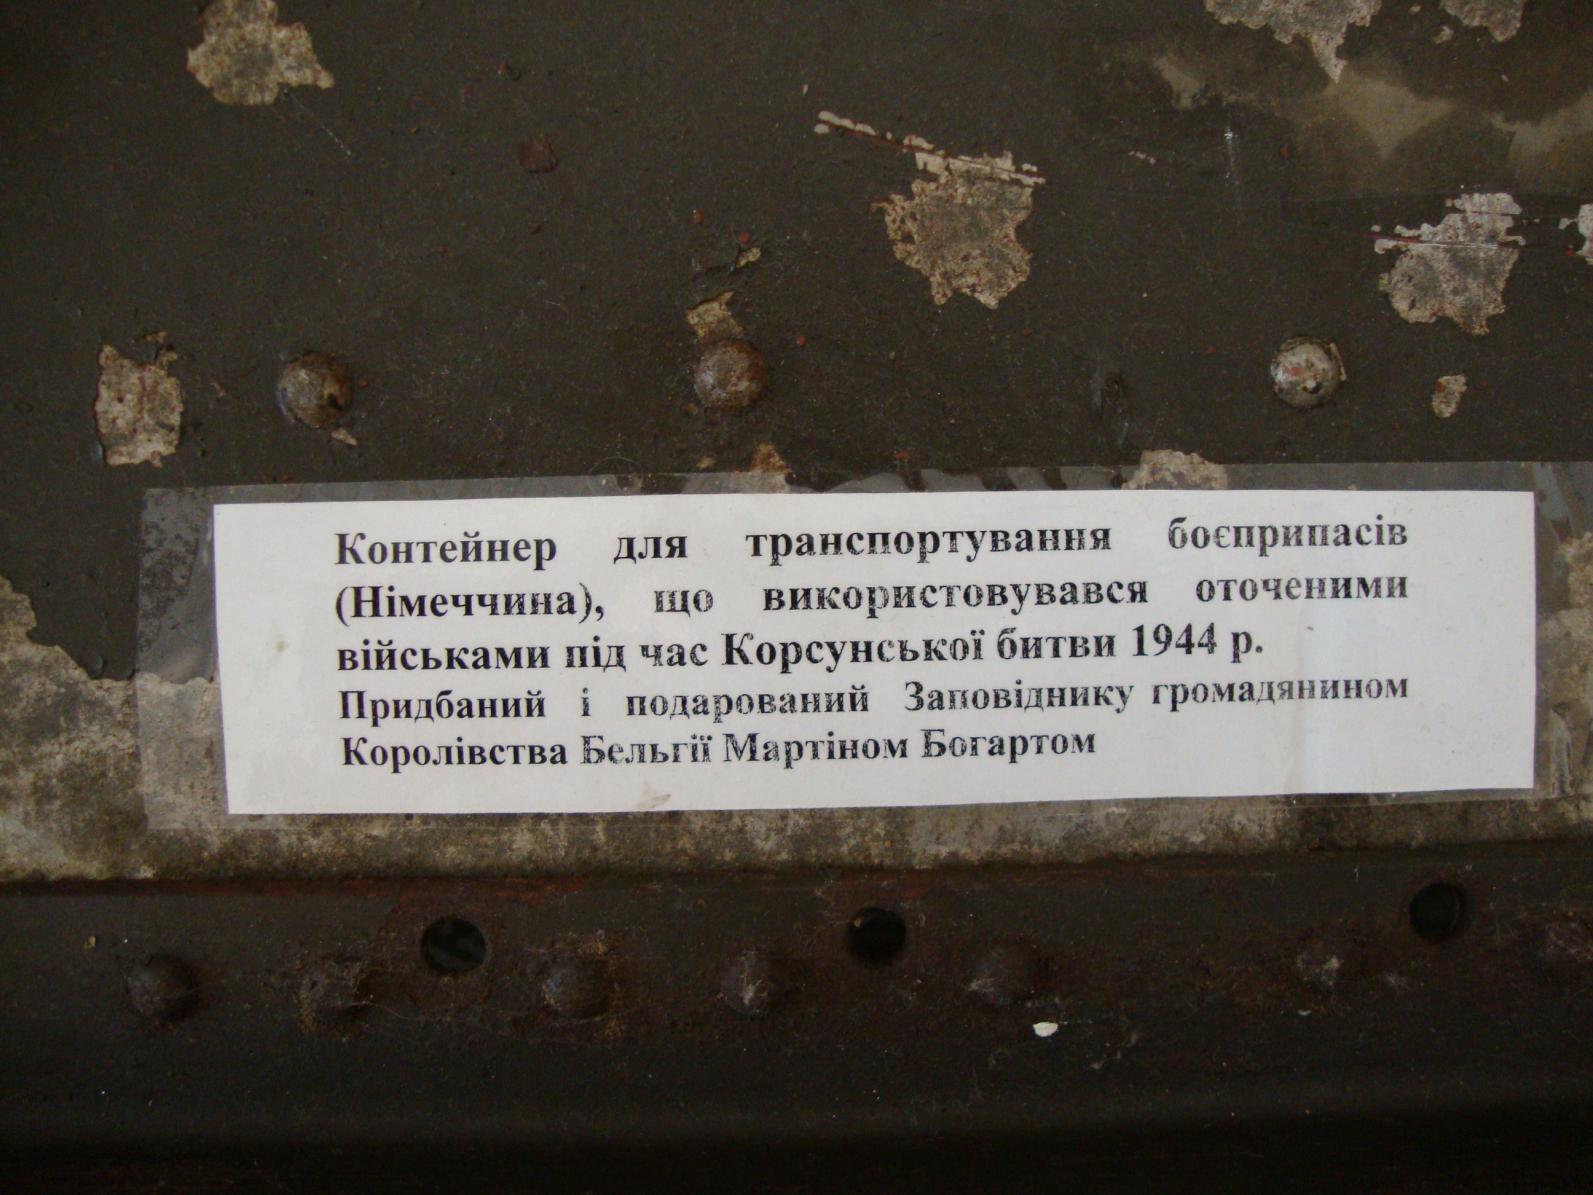 Контейнер для транспортування боєприпасів
(Німеччина), що використовувався оточеними
військами під час Корсунської битви 1944 р.
Придбаний і подарований Заповіднику громадянином
Королівства Бельгії Мартіном Богартом